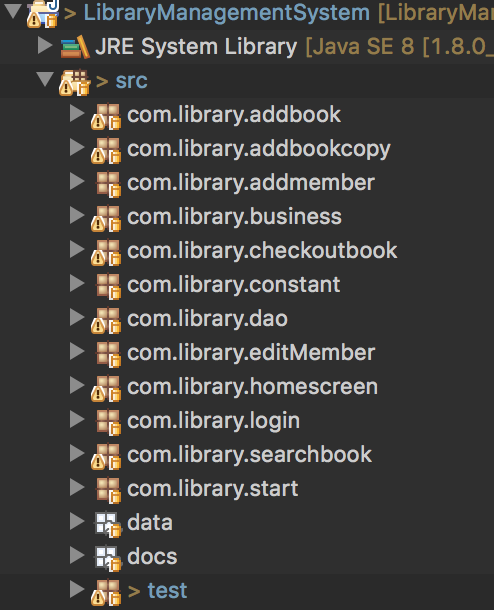 > LibraryManagementSystem [LibraryMan
JRE System Library [Java SE 8 [1.8.0_
> src
com.library.addbook
com.library.addbookcopy
com.library.addmember
com.library.business
com.library.checkoutbook
com.library.constant
com.library.dao
com.library.editMember
com.library.homescreen
com.library.login
com.library.searchbook
com.library.start
data
docs
> test